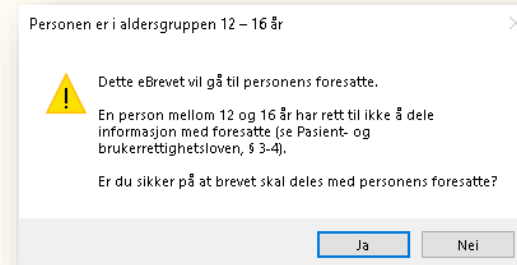 Personen er i aldersgruppen 12 – 16 år
Dette eBrevet vil gå til personens foresatte.
En person mellom 12 og 16 år har rett til ikke å dele
informasjon med foresatte (se Pasient- og
brukerrettighetsloven, § 3-4).
Er du sikker på at brevet skal deles med personens foresatte?
Ja
Nei